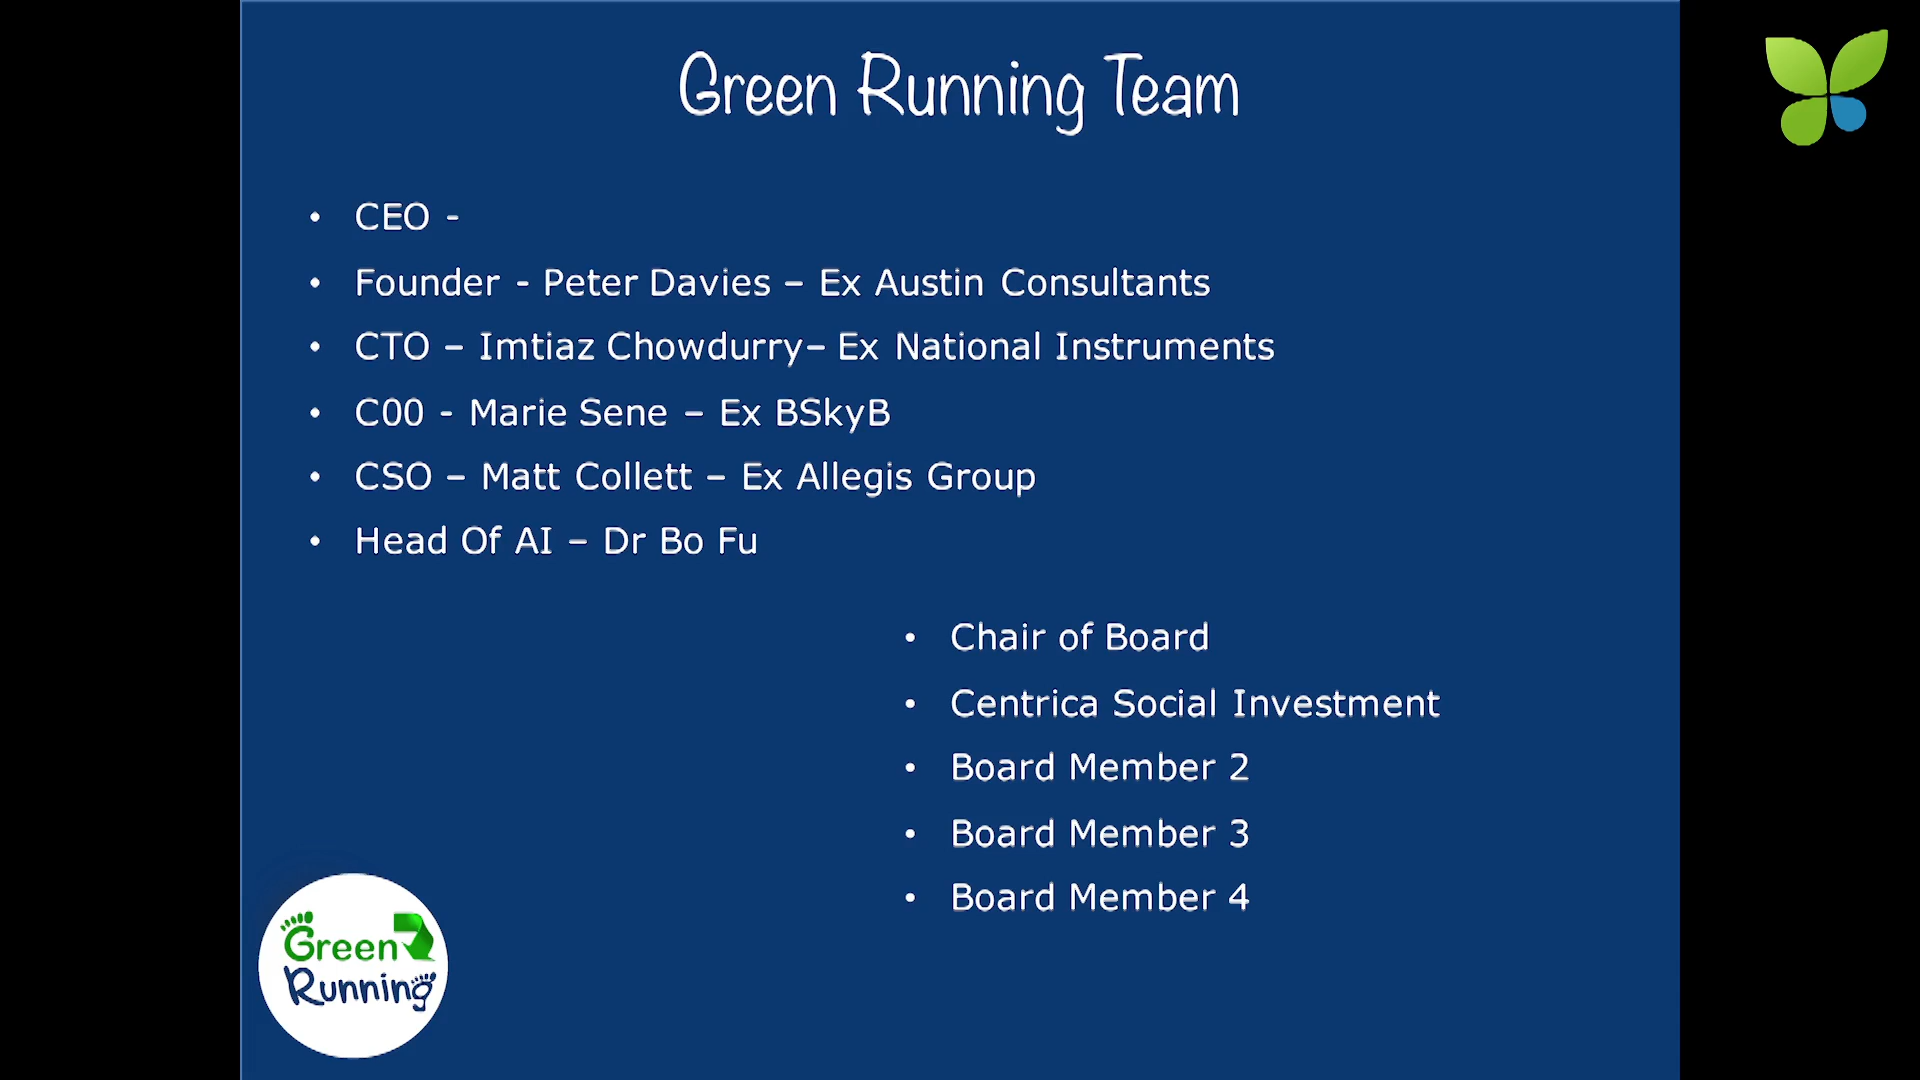 Green Running Team
• CEO -
• Founder - Peter Davies – Ex Austin Consultants
• CTO – Imtiaz Chowdurry– Ex National Instruments
• C00 - Marie Sene – Ex BSkyB
• CSO – Matt Collett – Ex Allegis Group
• Head Of AI – Dr Bo Fu
• Chair of Board
• Centrica Social Investment
• Board Member 2
• Board Member 3
• Board Member 4
Green
Running